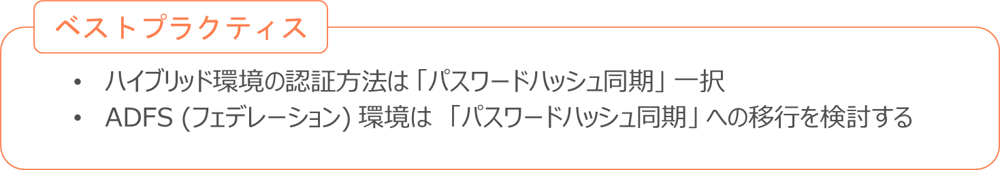 ベストプラクティス
• ハイブリッド環境の認証方法は「パスワードハッシュ同期」一択
• ADFS (フェデレーション) 環境は 「パスワードハッシュ同期」への移行を検討する